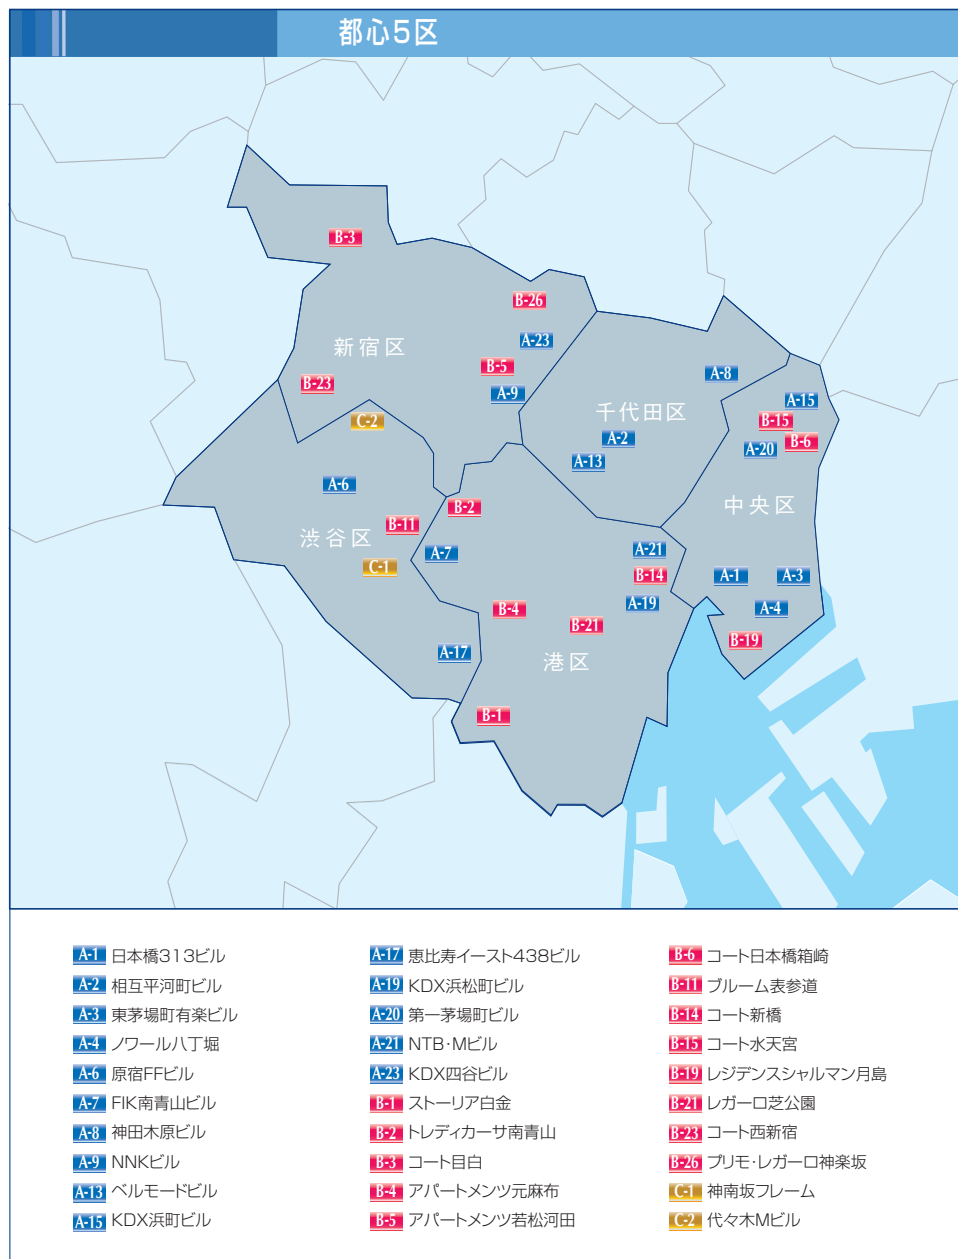 都心5区
B-3
B-26
A-23
新宿区
B-5
A-8
B-23
A-9
A-15
千代田区
C-2
B-15
A-2
B-6
A-20
A-13
A-6
B-2
中央区
B-11
渋谷区
A-7
A-21
C-1
B-14
A-1
A-3
A-19
B-4
A-4
B-21
B-19
A-17
港区
B-1
A-1 日本橋313ビル
A-2 相互平河町ビル
A-3 東茅場町有楽ビル
A-4 ノワール八丁堀
A-6 原宿FFビル
A-7 FIK南青山ビル
A-8 神田木原ビル
A-9 NNKビル
A-13 ベルモードビル
A-15 KDX浜町ビル
A-17 恵比寿イースト438ビル
A-19 KDX浜松町ビル
A-20 第一茅場町ビル
A-21 NTB・Mビル
A-23 KDX四谷ビル
B-1 ストーリア白金
B-2 トレディカーサ南青山
B-3 コート目白
B-4 アパートメンツ元麻布
B-5 アパートメンツ若松河田
B-6 コート日本橋箱崎
B-11 ブルーム表参道
B-14 コート新橋
B-15 コート水天宮
B-19 レジデンスシャルマン月島
B-21 レガーロ芝公園
B-23 コート西新宿
B-26 プリモ・レガーロ神楽坂
C-1 神南坂フレーム
C-2 代々木Mビル